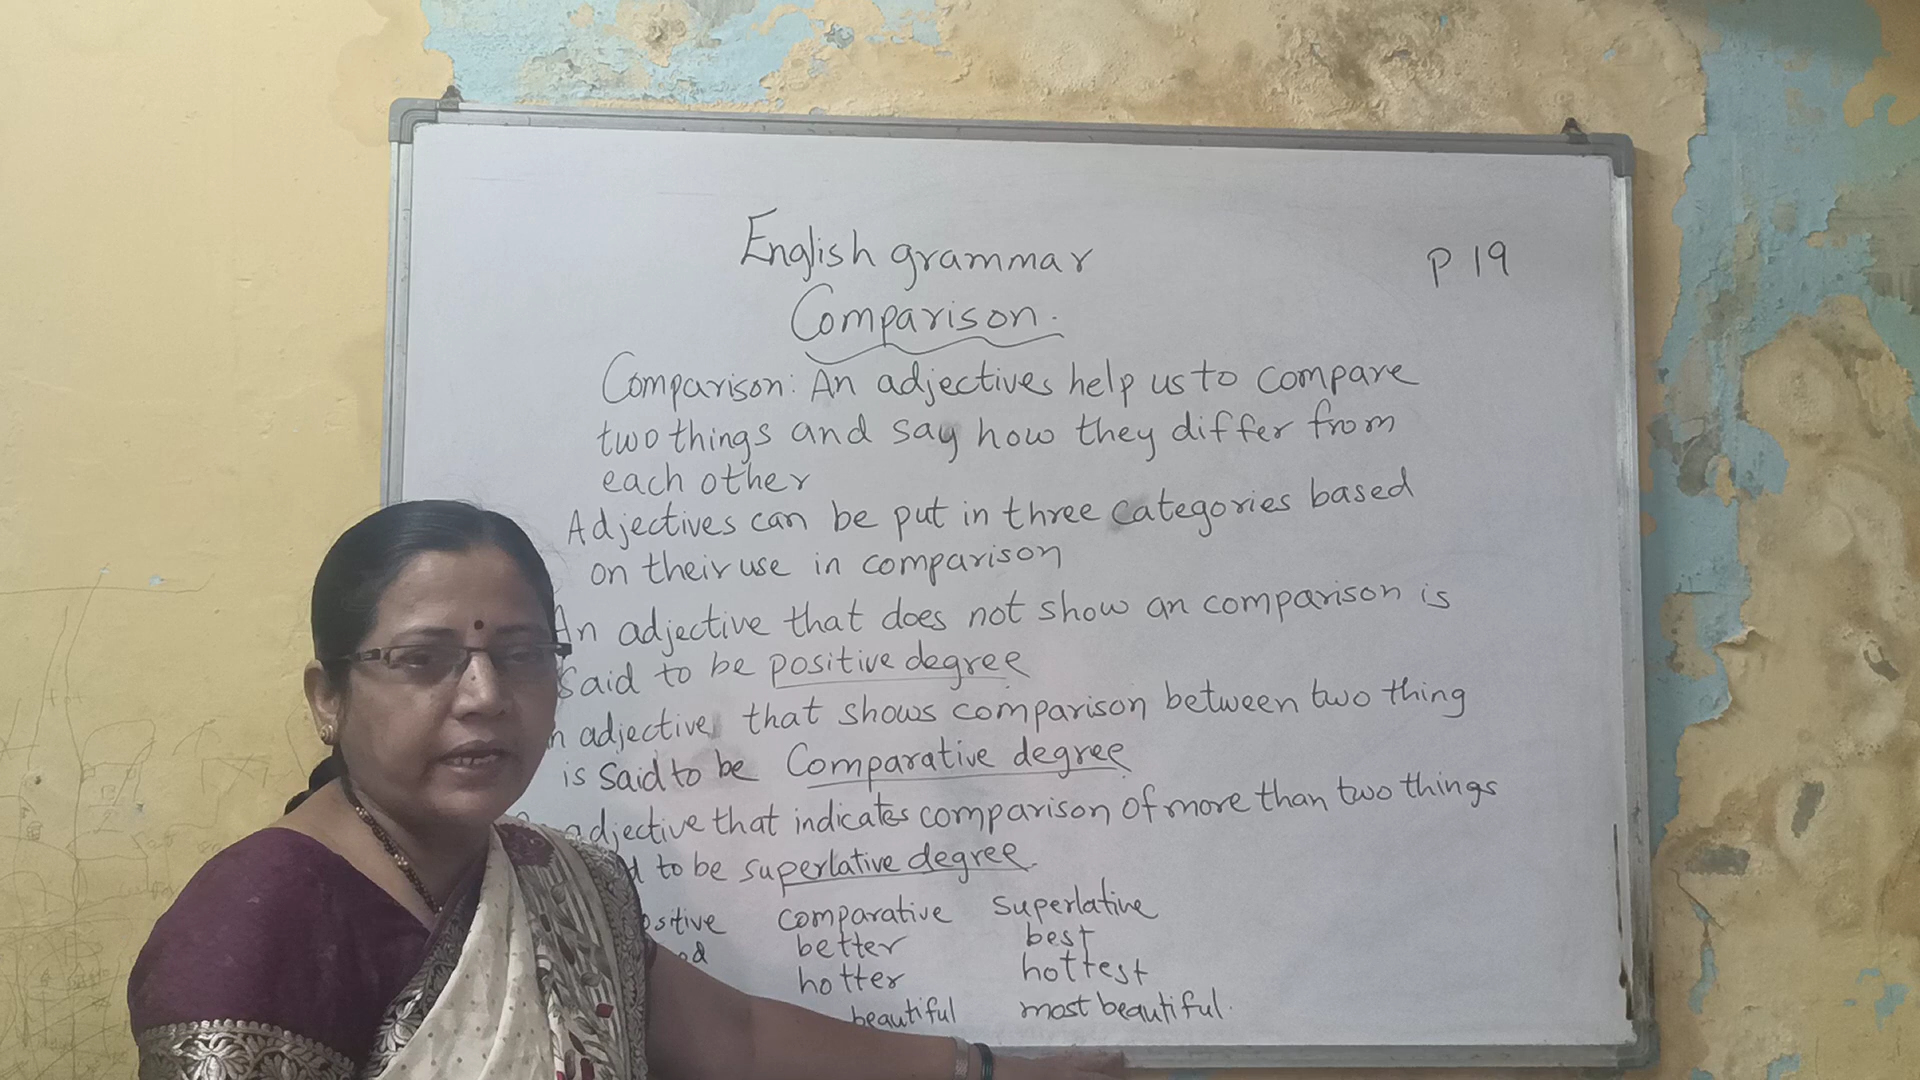 English grammar
P 19
Comparison.
Comparison: An adjectives help us to compare
two things and say how they differ from
each other
Adjectives can be put in three categories based
on their use in comparison
An adjective that does not show an comparison is
said to be positive degree
adjective that shows comparison between two thing
is said to be Comparative degree
adjective that indicates comparison of more than two things
to be superlative degree.
comparative superlative
better best
hotter hottest
beautiful most beautiful.